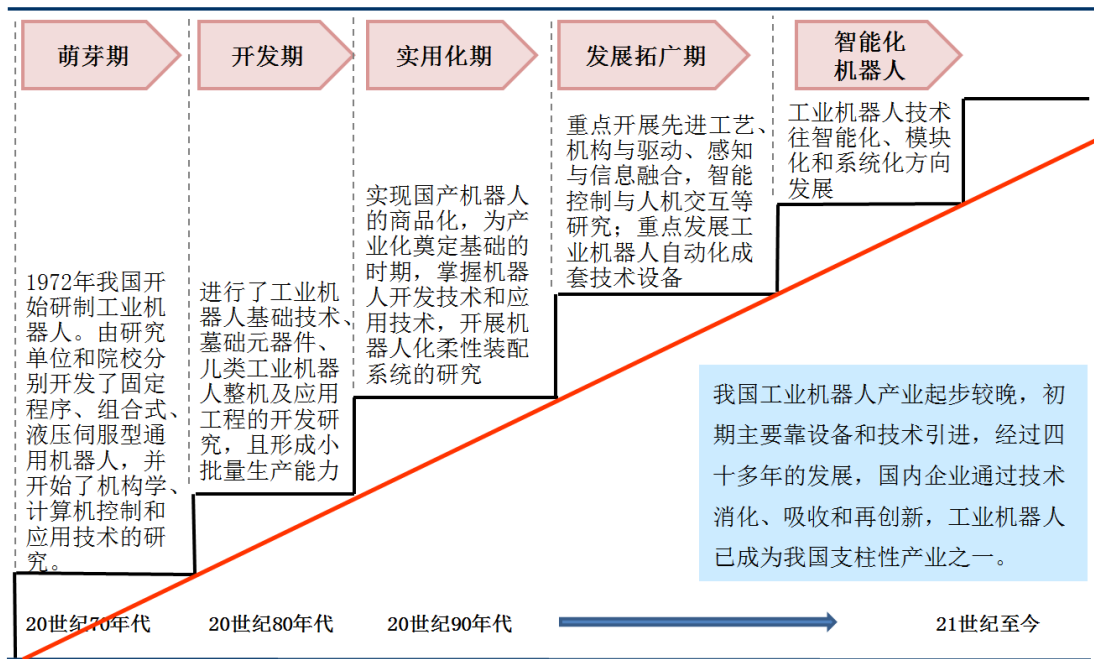 萌芽期
开发期
实用化期
发展拓广期
智能化
机器人
1972年我国开
始研制工业机
器人。由研究
单位和院校分
别开发了固定
程序、组合式、
液压伺服型通
用机器人，并
开始了机构学、
计算机控制和
应用技术的研
究。
进行了工业机
器人基础技术、
墓础元器件、
儿类工业机器
人整机及应用
工程的开发研
究，且形成小
批量生产能力
实现国产机器人
的商品化，为产
业化奠定基础的
时期，掌握机器
人开发技术和应
用技术，开展机
器人化柔性装配
系统的研究
重点开展先进工艺、
机构与驱动、感知
与信息融合，智能
控制与人机交互等
研究；重点发展工
业机器人自动化成
套技术设备
工业机器人技术
往智能化、模块
化和系统化方向
发展
我国工业机器人产业起步较晚，初
期主要靠设备和技术引进，经过四
十多年的发展，国内企业通过技术
消化、吸收和再创新，工业机器人
已成为我国支柱性产业之一。
20世纪70年代
20世纪80年代
20世纪90年代
21世纪至今